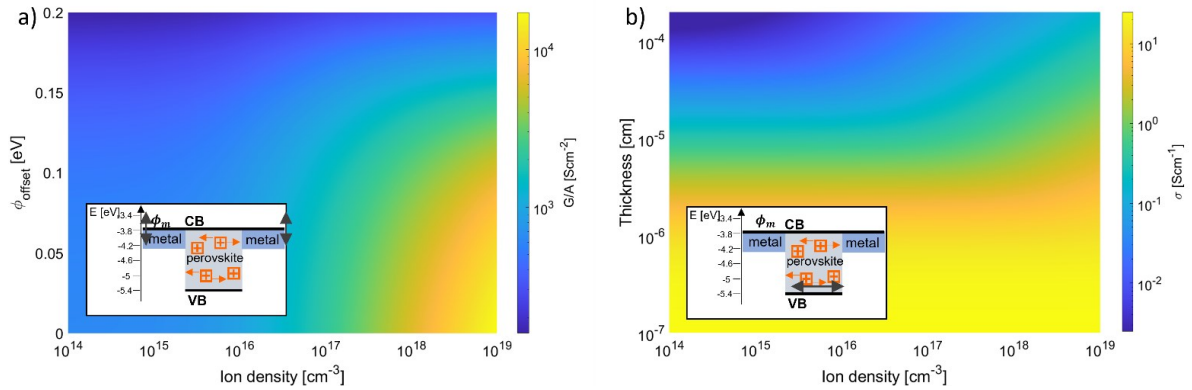 a)
0.2
0.15
0.1
0.05
0
ϕoffset [eV]
10^14 10^15 10^16 10^17 10^18 10^19
Ion density [cm^-3]
10^4
10^3
G/A [Scm^-2]
E [eV]
-3.4
-3.8
-4.2
-4.6
-5
-5.4
ϕm CB
metal metal
perovskite
VB
b)
10^-4
10^-5
10^-6
10^-7
Thickness [cm]
10^14 10^15 10^16 10^17 10^18 10^19
Ion density [cm^-3]
10^1
10^0
10^-1
10^-2
σ [Scm^-1]
E [eV]
-3.4
-3.8
-4.2
-4.6
-5
-5.4
ϕm CB
metal metal
perovskite
VB